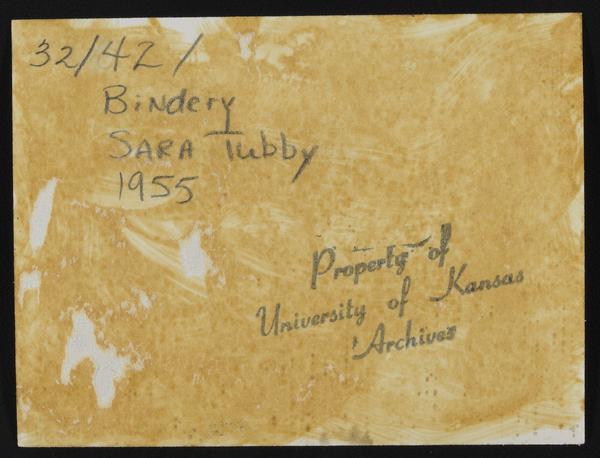 32/42/
Bindery
SARA Tubby
1955
Property of
University of Kansas
Archives